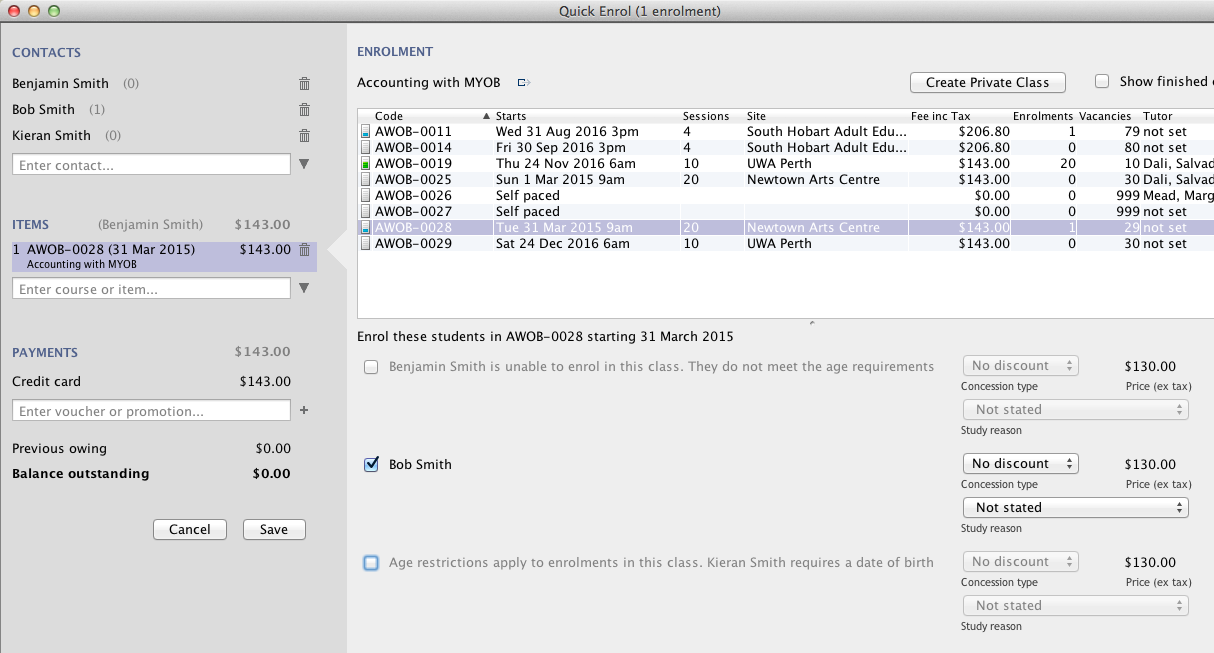 Quick Enrol (1 enrolment)
CONTACTS
Benjamin Smith (0)
Bob Smith (1)
Kieran Smith (0)
Enter contact...
ITEMS (Benjamin Smith) $143.00
1 AWOB-0028 (31 Mar 2015) $143.00
Accounting with MYOB
Enter course or item...
PAYMENTS $143.00
Credit card $143.00
Enter voucher or promotion... +
Previous owing $0.00
Balance outstanding $0.00
Cancel Save
ENROLMENT
Accounting with MYOB Create Private Class Show finished
Code Starts Sessions Site Fee inc Tax Enrolments Vacancies Tutor
AWOB-0011 Wed 31 Aug 2016 3pm 4 South Hobart Adult Edu... $206.80 1 79 not set
AWOB-0014 Fri 30 Sep 2016 3pm 4 South Hobart Adult Edu... $206.80 0 80 not set
AWOB-0019 Thu 24 Nov 2016 6am 10 UWA Perth $143.00 20 10 Dali, Salvad
AWOB-0025 Sun 1 Mar 2015 9am 20 Newtown Arts Centre $143.00 0 30 Dali, Salvad
AWOB-0026 Self paced $0.00 0 999 Mead, Marg
AWOB-0027 Self paced $0.00 0 999 not set
AWOB-0028 Tue 31 Mar 2015 9am 20 Newtown Arts Centre $143.00 1 29 not set
AWOB-0029 Sat 24 Dec 2016 6am 10 UWA Perth $143.00 0 30 not set
Enrol these students in AWOB-0028 starting 31 March 2015
Benjamin Smith is unable to enrol in this class. They do not meet the age requirements No discount $130.00
Concession type Price (ex tax)
Not stated
Study reason
Bob Smith No discount $130.00
Concession type Price (ex tax)
Not stated
Study reason
Age restrictions apply to enrolments in this class. Kieran Smith requires a date of birth No discount $130.00
Concession type Price (ex tax)
Not stated
Study reason